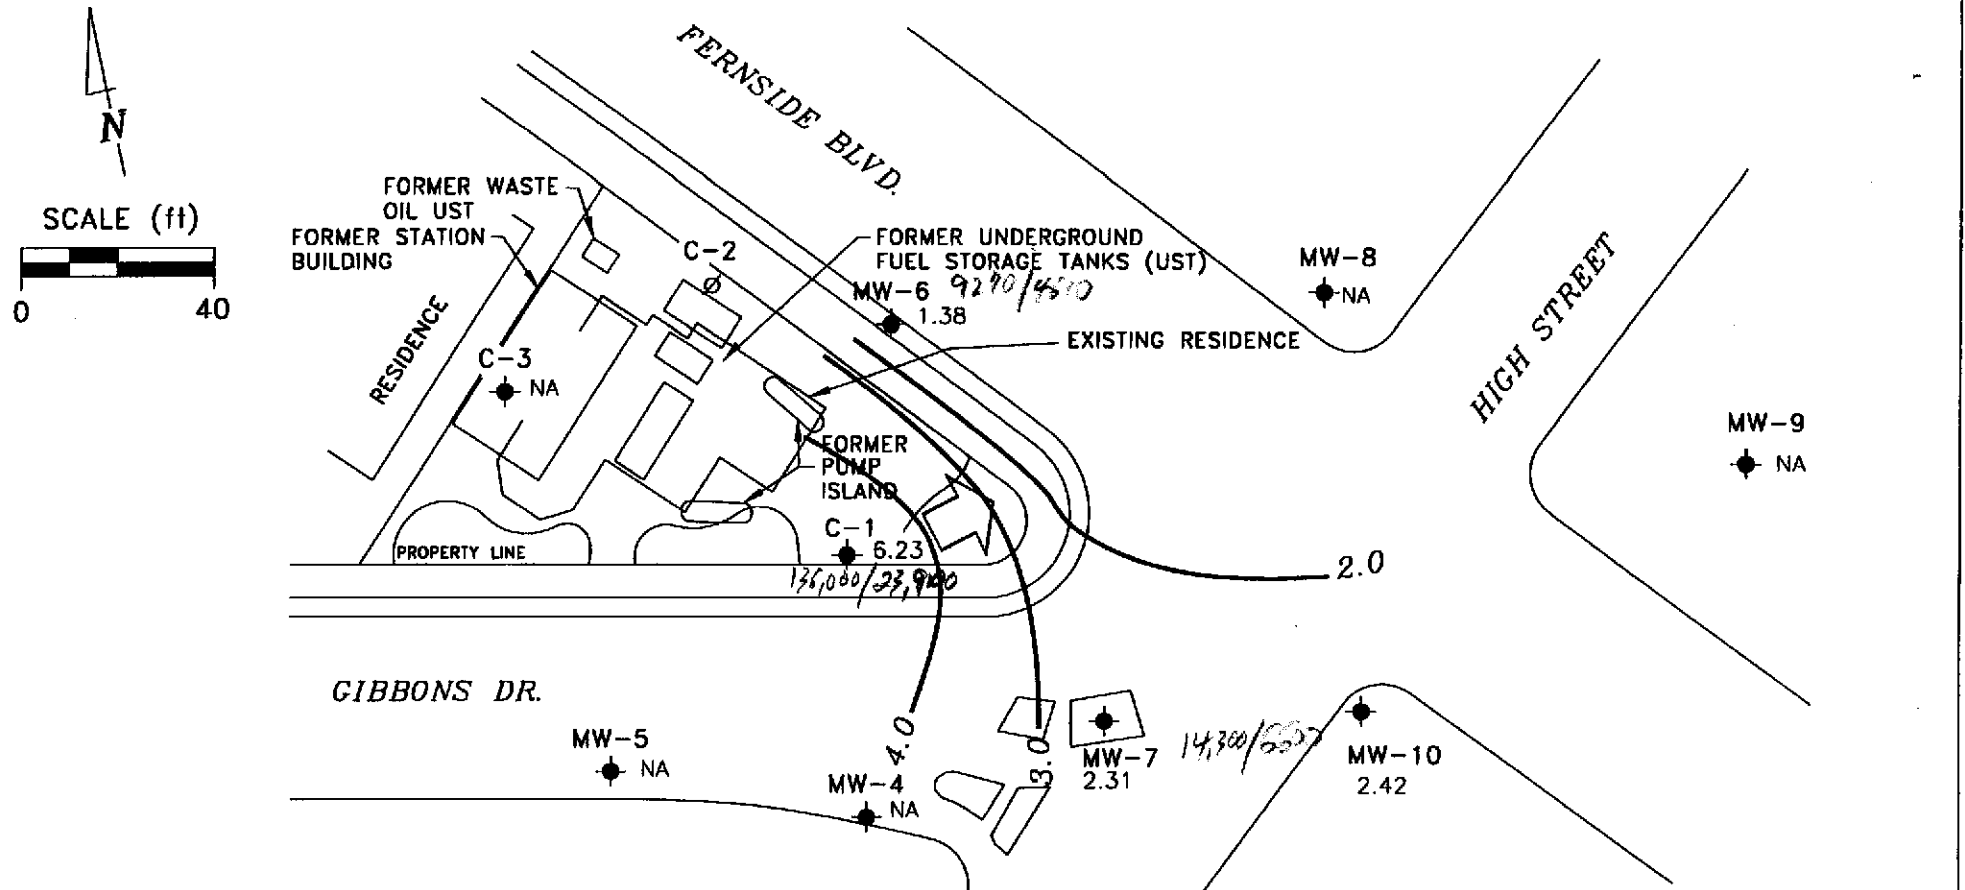 FERNSIDE BLVD.
N
SCALE (ft)
0 40
FORMER WASTE
OIL UST
FORMER STATION
BUILDING
RESIDENCE
C-2
FORMER UNDERGROUND
FUEL STORAGE TANKS (UST)
MW-6
1.38
9270/
EXISTING RESIDENCE
MW-8
NA
HIGH STREET
MW-9
NA
C-3
NA
FORMER
PUMP
ISLAND
C-1
6.23
136,000/23,900
PROPERTY LINE
2.0
GIBBONS DR.
4.0
3.0
MW-5
NA
MW-4
NA
MW-7
2.31
14,300/
MW-10
2.42